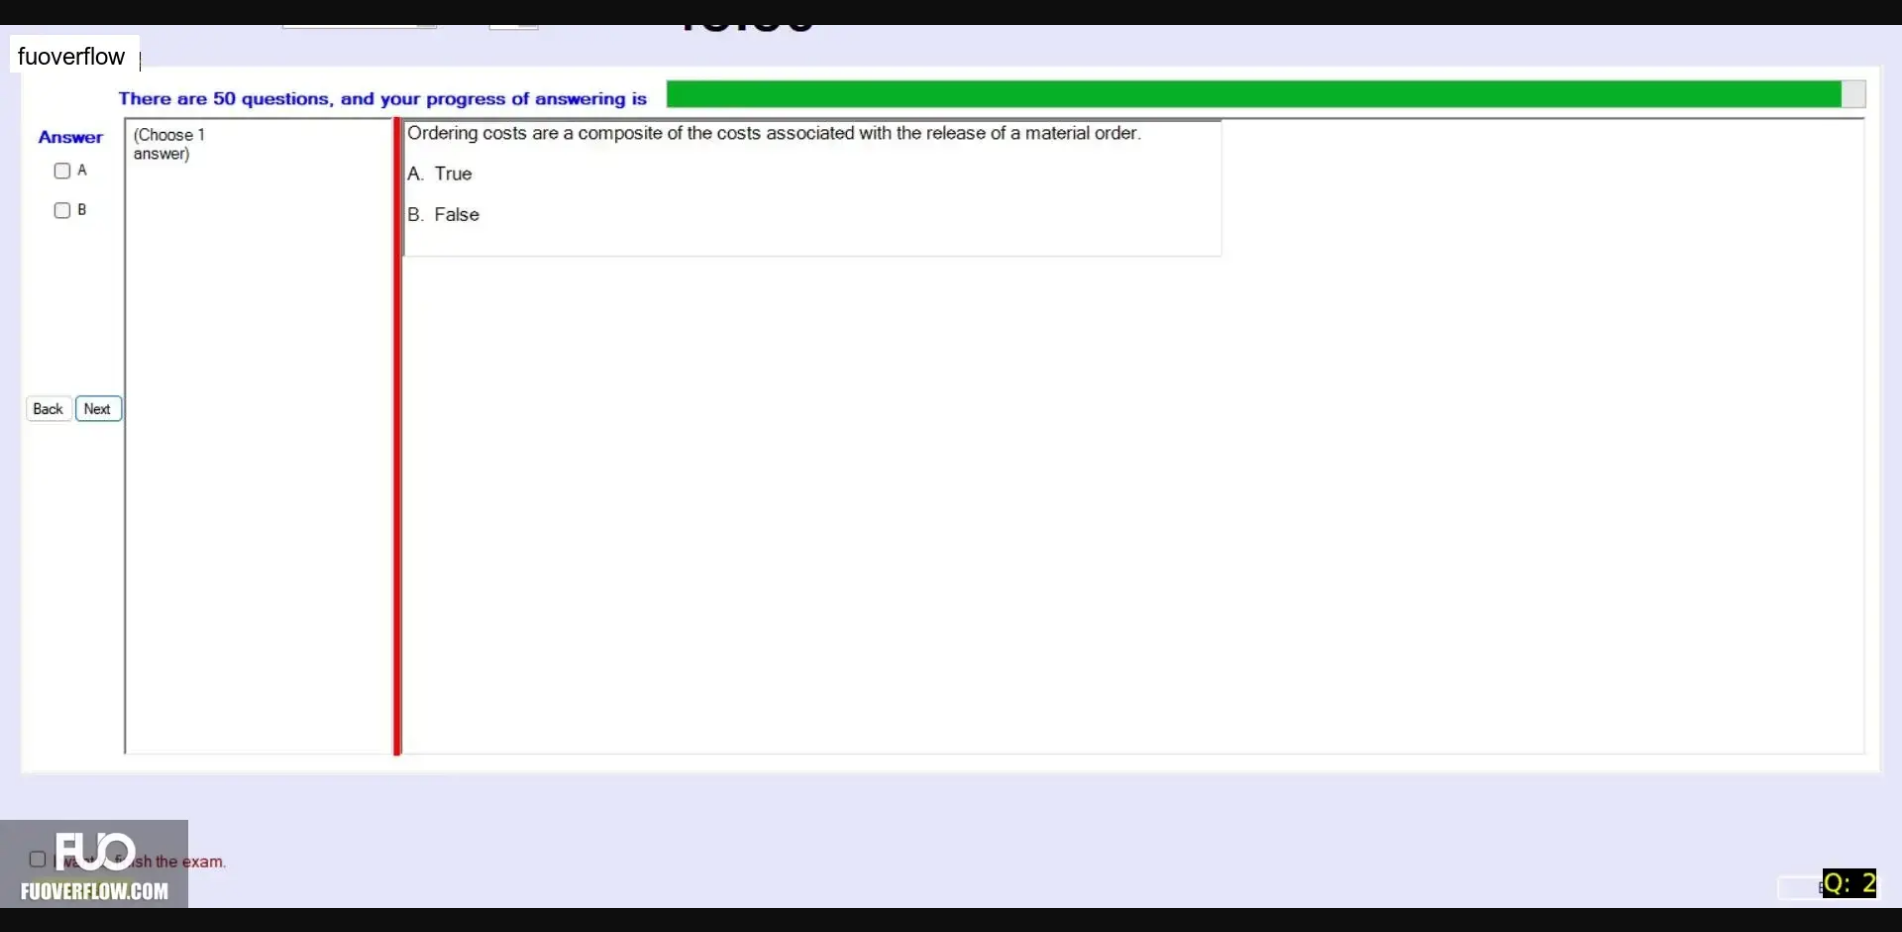 fuoverflow
There are 50 questions, and your progress of answering is
Answer
(Choose 1
answer)
A
B
Ordering costs are a composite of the costs associated with the release of a material order.
A. True
B. False
Back Next
FUO
sh the exam.
FUOVERFLOW.COM
Q: 2